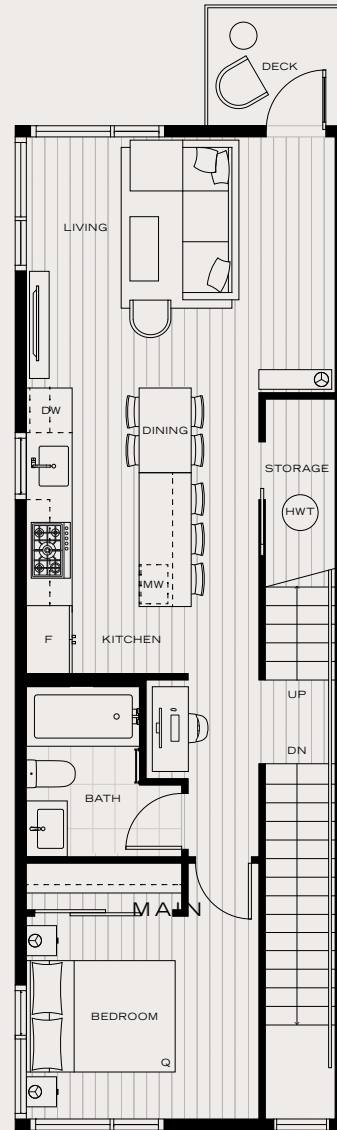 DECK
LIVING
DW
DINING
STORAGE
HWT
MW
F
KITCHEN
UP
DN
BATH
MAIN
BEDROOM
Q